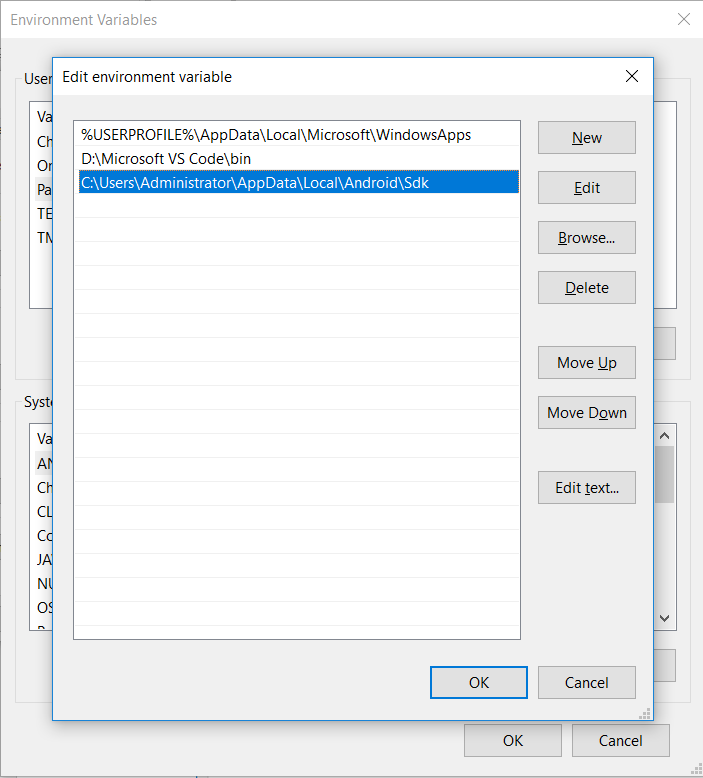 Environment Variables
Edit environment variable
User
%USERPROFILE%\AppData\Local\Microsoft\WindowsApps
D:\Microsoft VS Code\bin
C:\Users\Administrator\AppData\Local\Android\Sdk
New
Edit
Browse...
Delete
Move Up
Move Down
Edit text...
OK
Cancel
Va
Ch
On
Pa
TE
TM
Syste
Va
AN
Ch
CL
Co
JA
NU
OS
OK
Cancel